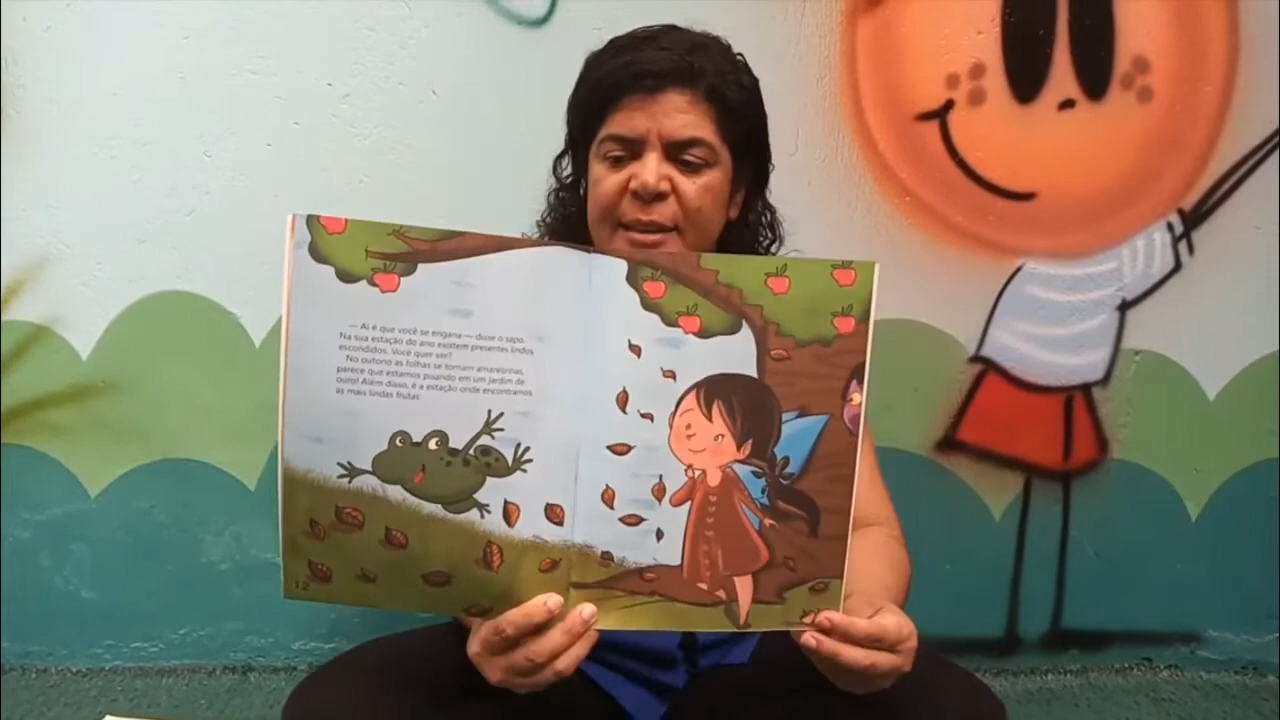 — Aí é que você se engana — disse o sapo.
Na sua estação do ano existem presentes lindos
escondidos. Você quer ver?
No outono as folhas se tornam amarelinhas,
parece que estamos pisando em um jardim de
ouro! Além disso, é a estação onde encontramos
as mais lindas frutas.
12